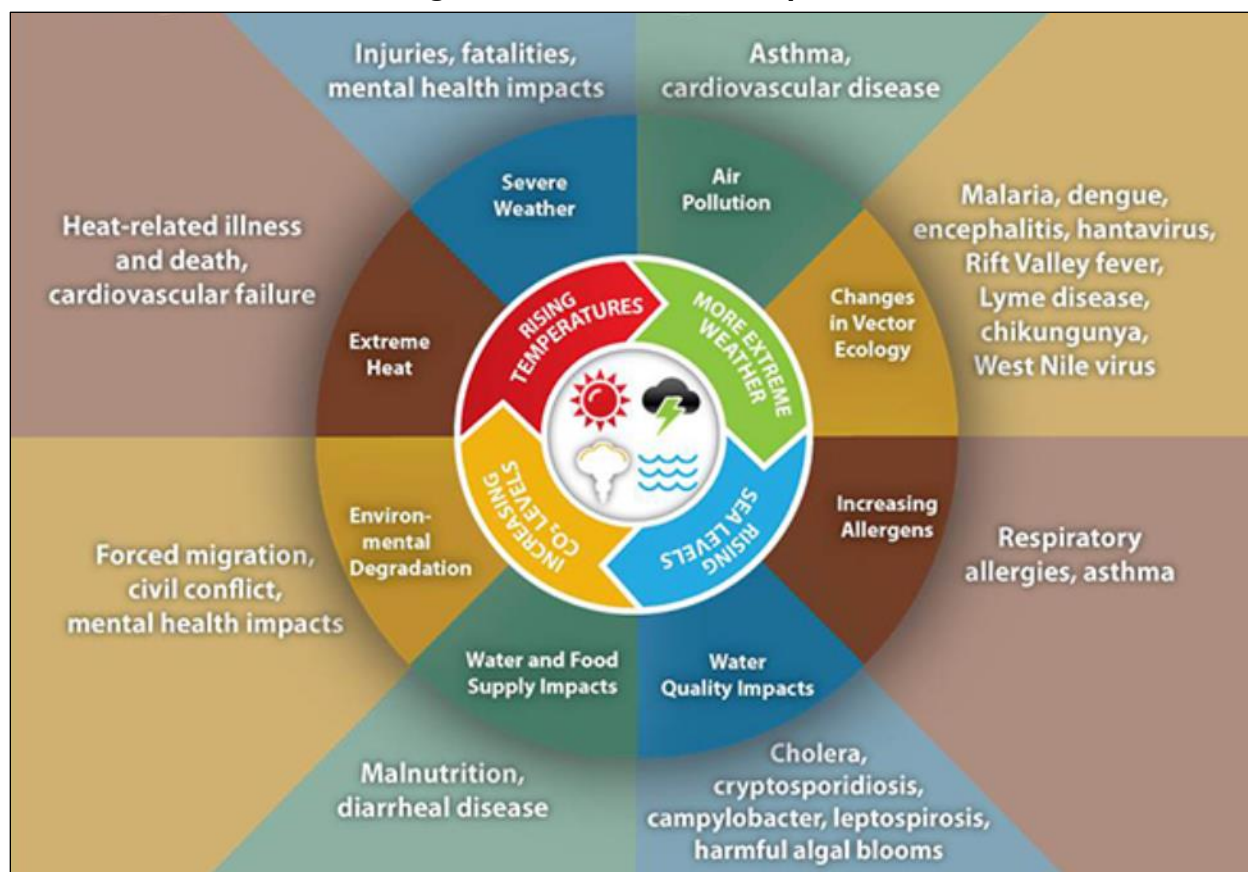 Injuries, fatalities,
mental health impacts
Asthma,
cardiovascular disease
Severe
Weather
Air
Pollution
Heat-related illness
and death,
cardiovascular failure
Extreme
Heat
RISING
TEMPERATURES
MORE EXTREME
WEATHER
Changes
in Vector
Ecology
Malaria, dengue,
encephalitis, hantavirus,
Rift Valley fever,
Lyme disease,
chikungunya,
West Nile virus
Forced migration,
civil conflict,
mental health impacts
Environ-
mental
Degradation
INCREASING
CO₂ LEVELS
RISING
SEA LEVELS
Increasing
Allergens
Respiratory
allergies, asthma
Water and Food
Supply Impacts
Water
Quality Impacts
Malnutrition,
diarrheal disease
Cholera,
cryptosporidiosis,
campylobacter, leptospirosis,
harmful algal blooms